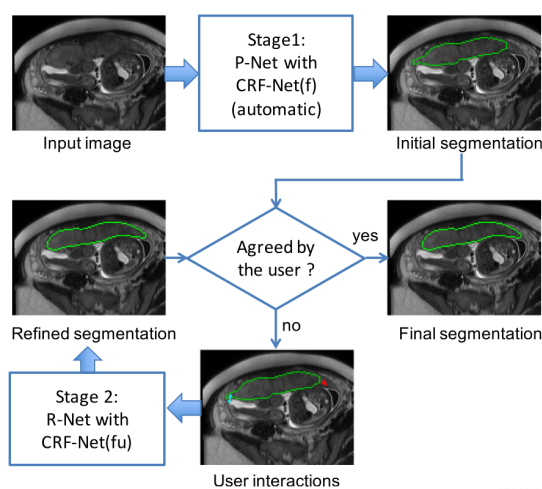 Stage1:
P-Net with
CRF-Net(f)
(automatic)
Input image
Initial segmentation
Agreed by
the user ?
yes
no
Refined segmentation
Final segmentation
Stage 2:
R-Net with
CRF-Net(fu)
User interactions